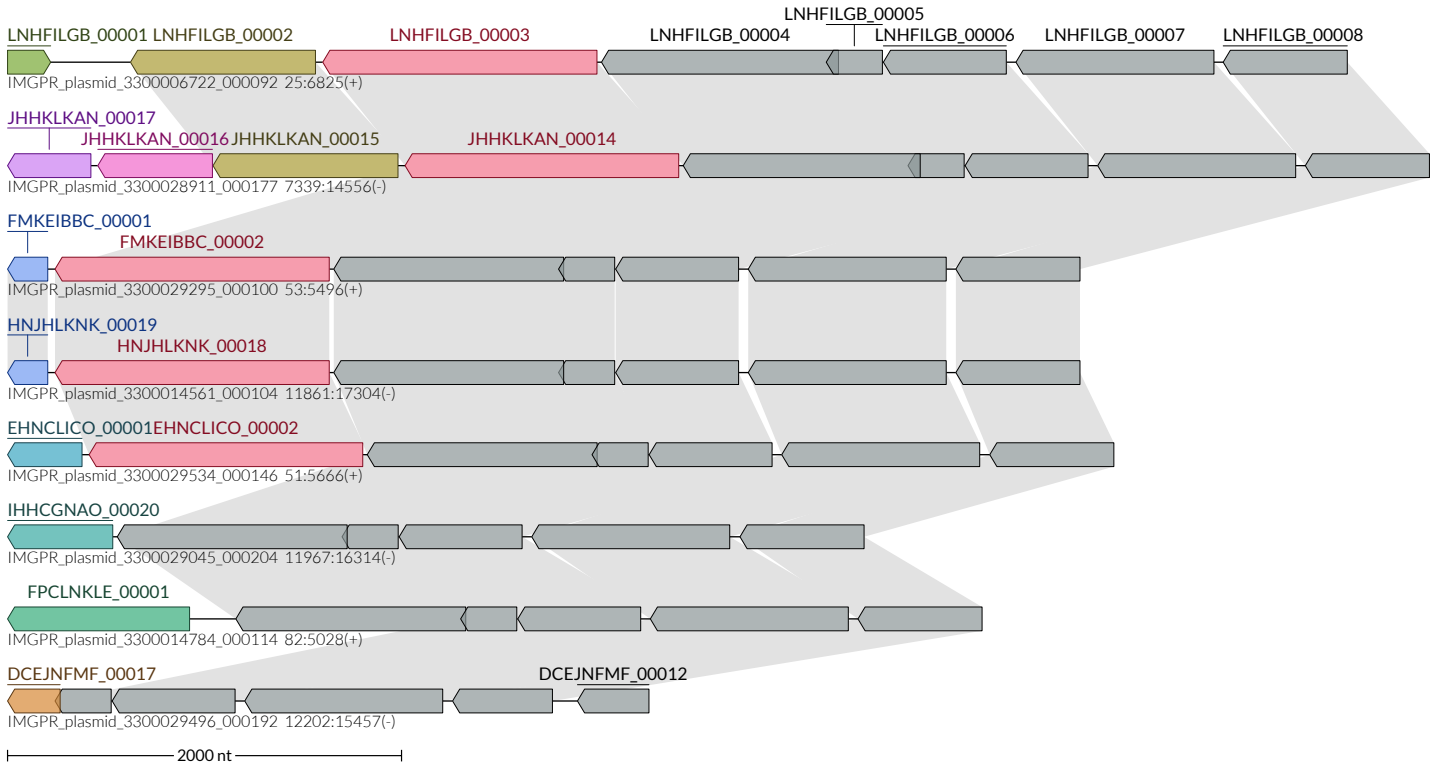 LNHFILGB_00005
LNHFILGB_00001 LNHFILGB_00002 LNHFILGB_00003 LNHFILGB_00004 LNHFILGB_00006 LNHFILGB_00007 LNHFILGB_00008
IMGPR_plasmid_3300006722_000092 25:6825(+)
JHHKLKAN_00017
JHHKLKAN_00016 JHHKLKAN_00015 JHHKLKAN_00014
IMGPR_plasmid_3300028911_000177 7339:14556(-)
FMKEIBBC_00001
FMKEIBBC_00002
IMGPR_plasmid_3300029295_000100 53:5496(+)
HNJHLKNK_00019
HNJHLKNK_00018
IMGPR_plasmid_3300014561_000104 11861:17304(-)
EHNCLICO_00001 EHNCLICO_00002
IMGPR_plasmid_3300029534_000146 51:5666(+)
IHHCGNAO_00020
IMGPR_plasmid_3300029045_000204 11967:16314(-)
FPCLNKLE_00001
IMGPR_plasmid_3300014784_000114 82:5028(+)
DCEJNFMF_00017 DCEJNFMF_00012
IMGPR_plasmid_3300029496_000192 12202:15457(-)
2000 nt